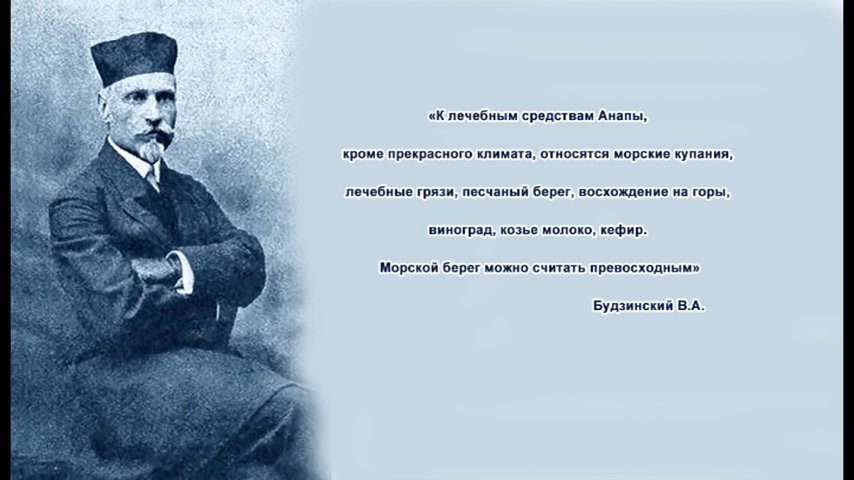 «К лечебным средствам Анапы,
кроме прекрасного климата, относятся морские купания,
лечебные грязи, песчаный берег, восхождение на горы,
виноград, козье молоко, кефир.
Морской берег можно считать превосходным»
Будзинский В.А.